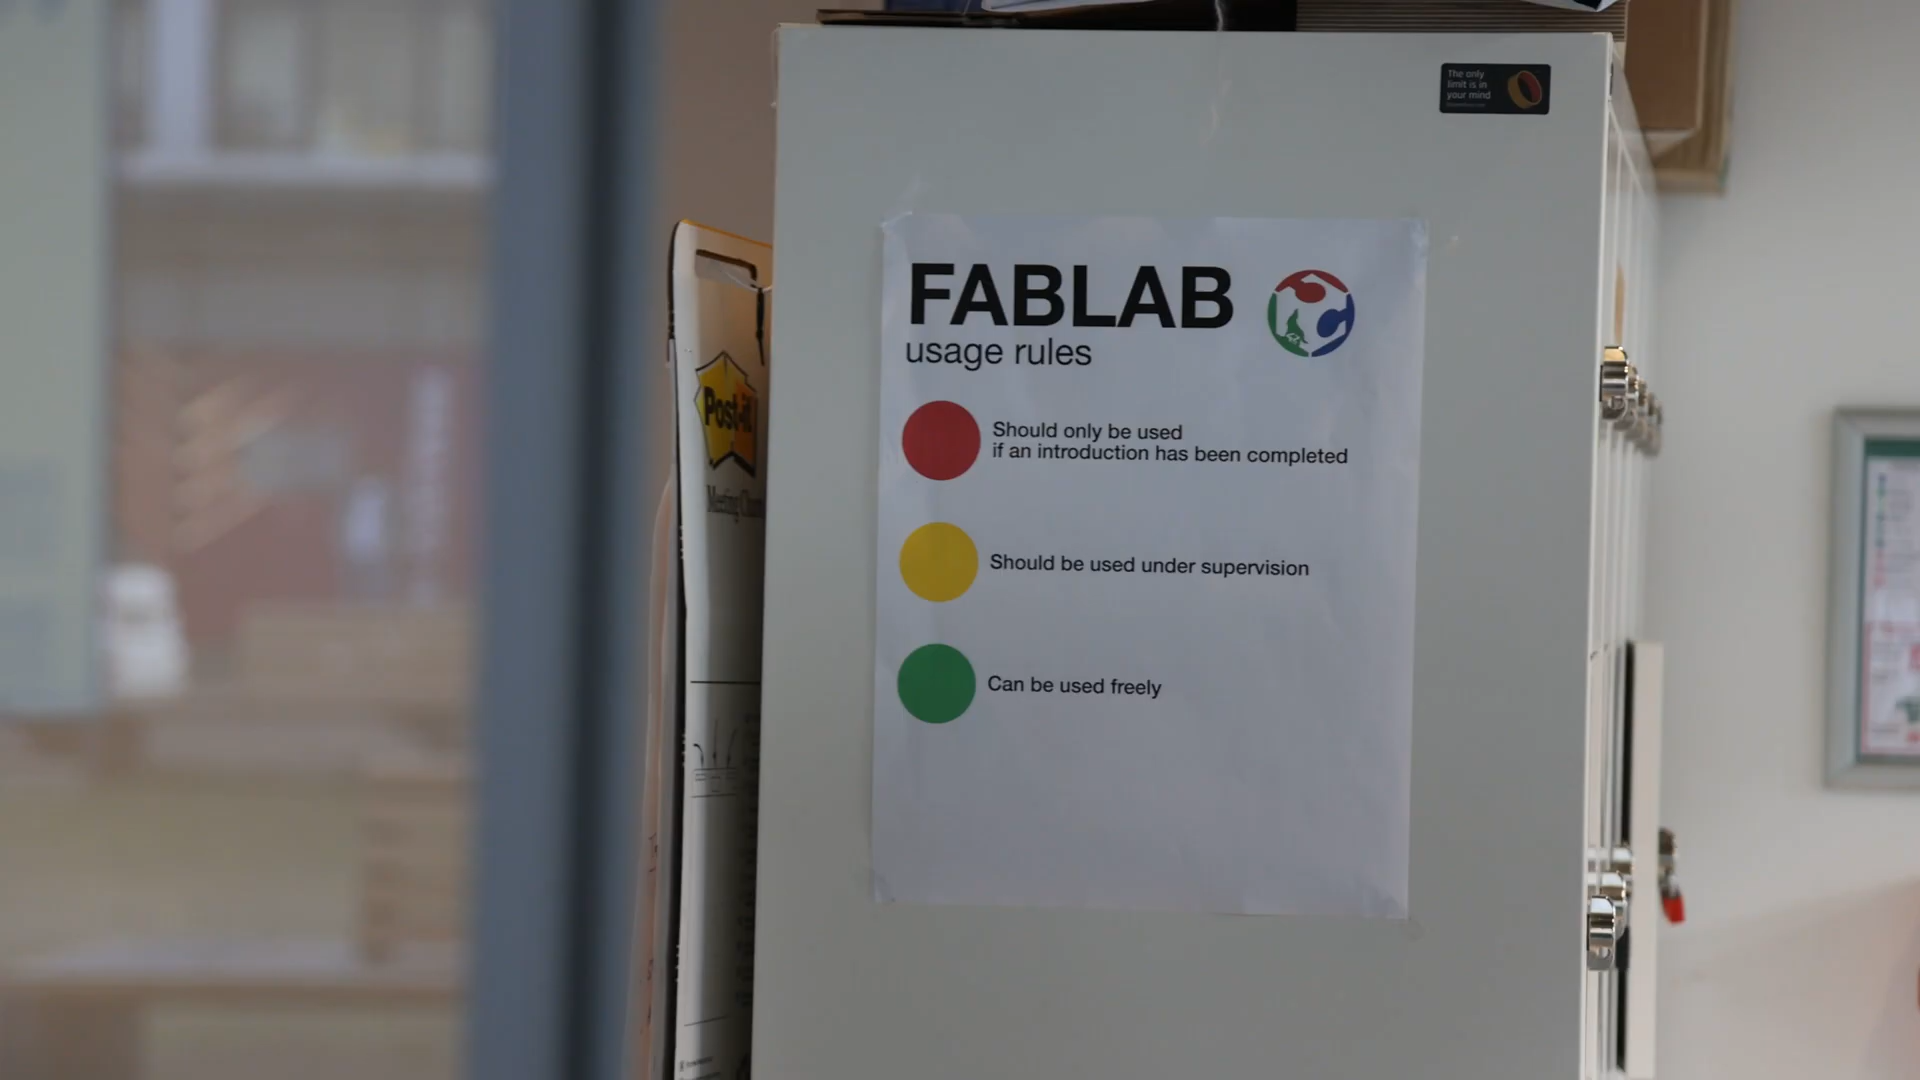 The only
limit is in
your mind
FABLAB
usage rules
Should only be used
if an introduction has been completed
Should be used under supervision
Can be used freely
Post-it
Meeting